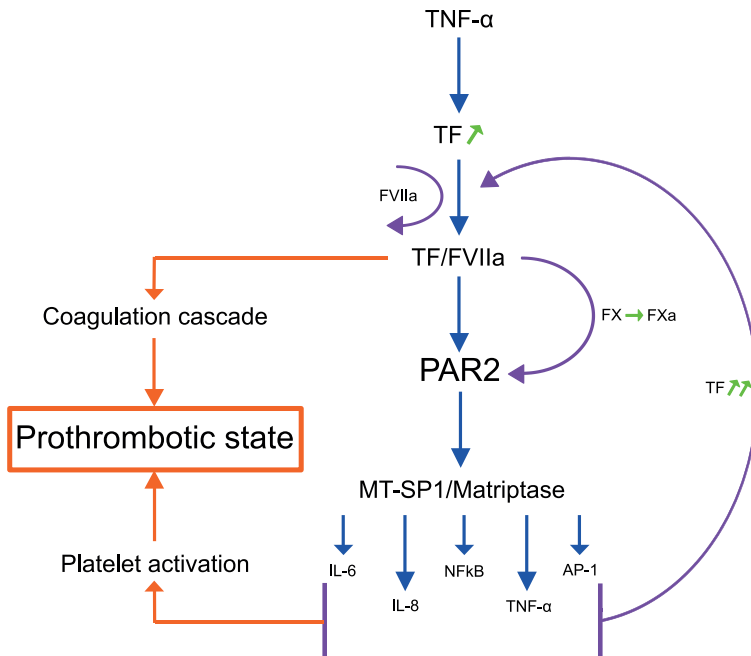 TNF-α
TF
FVIIa
TF/FVIIa
Coagulation cascade
FX
FXa
PAR2
TF
Prothrombotic state
MT-SP1/Matriptase
Platelet activation
IL-6
NFkB
AP-1
IL-8
TNF-α